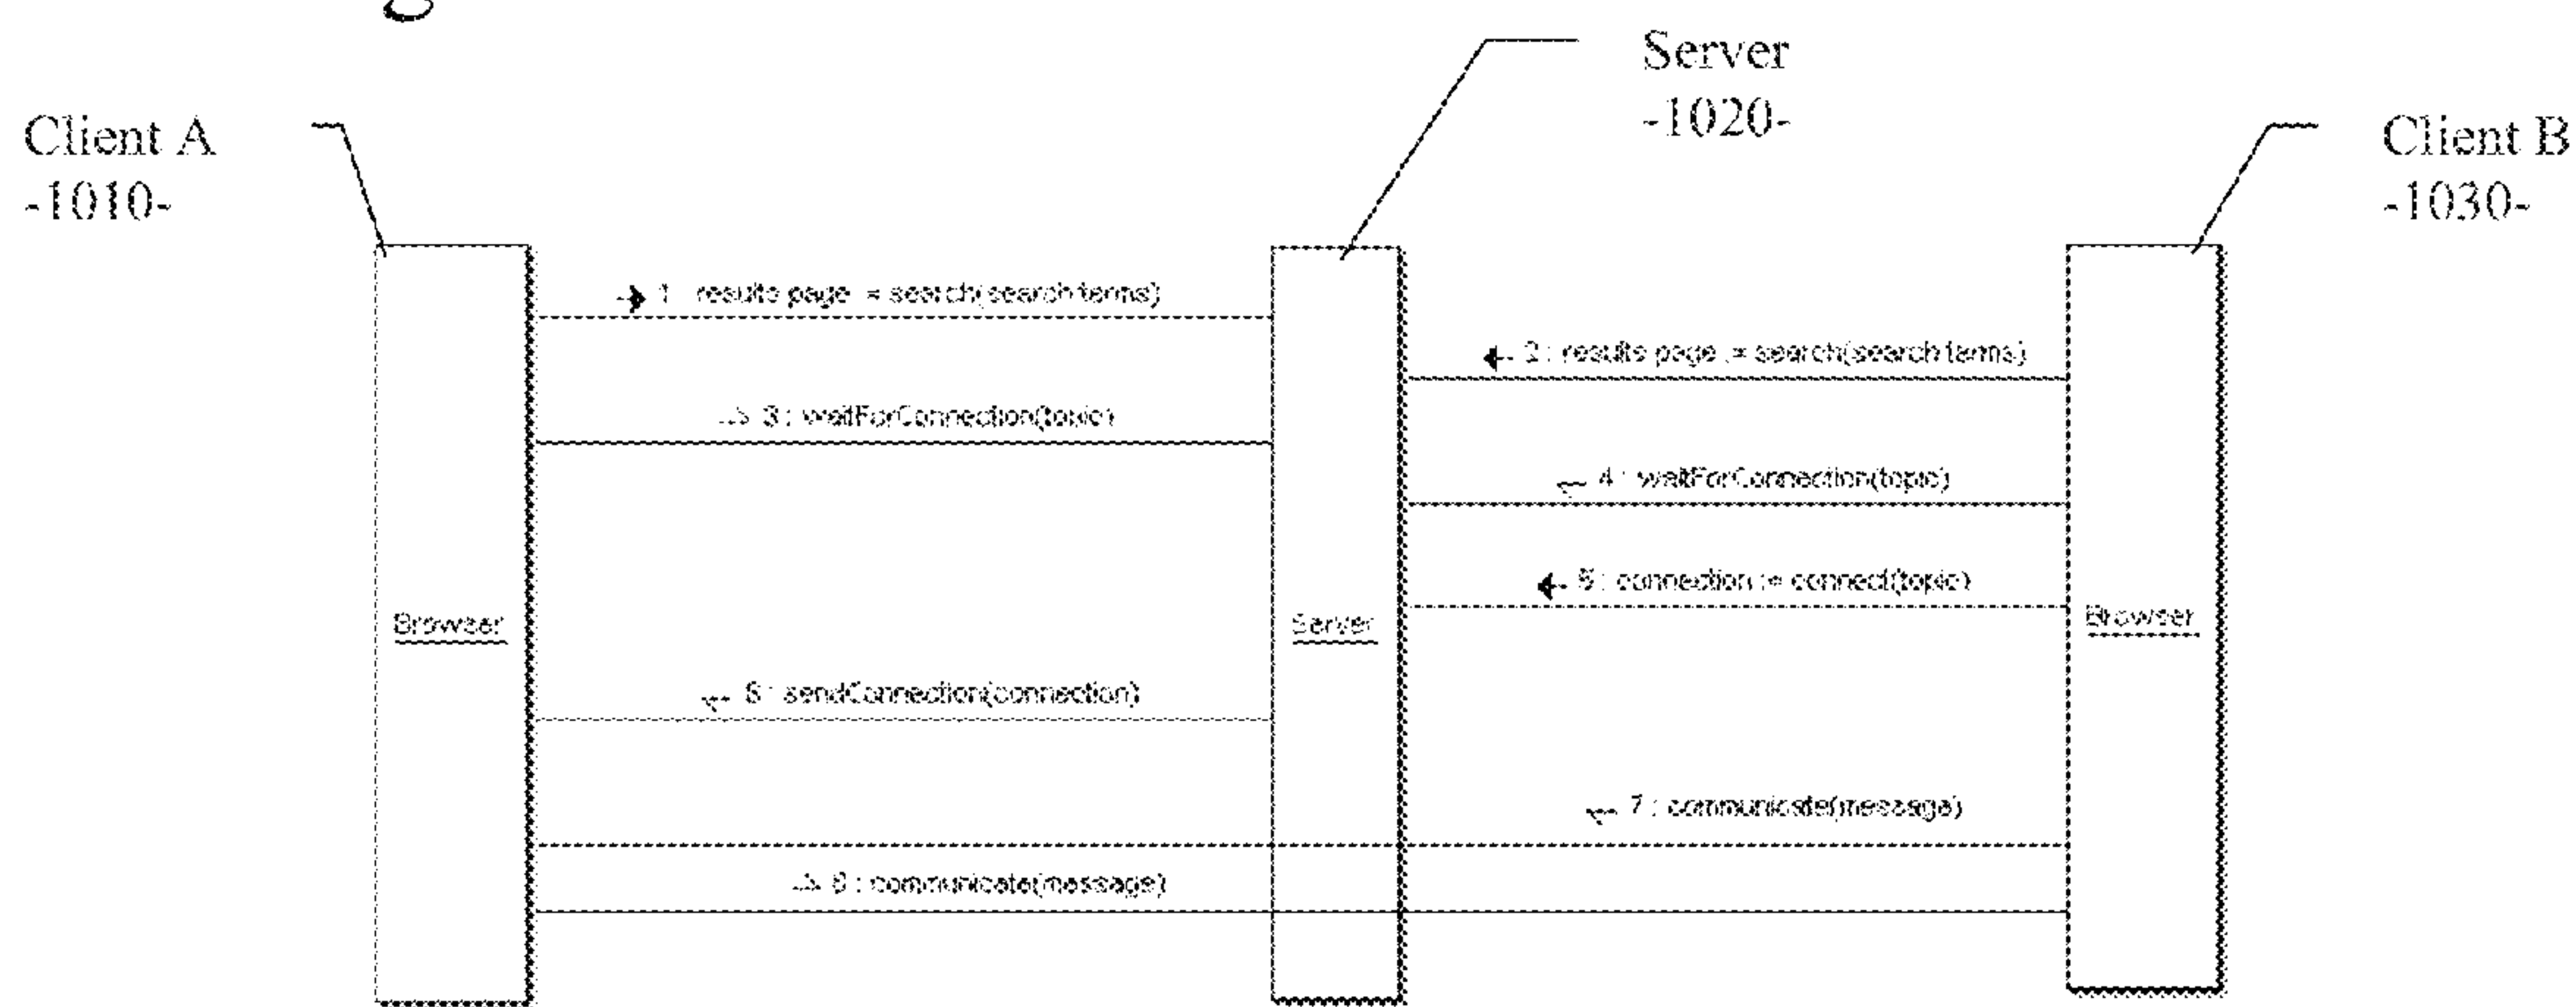 Server
-1020-
Client A
-1010-
Client B
-1030-
1 : results page := search(search terms)
2 : results page := search(search terms)
3 : waitForConnection(topic)
4 : waitForConnection(topic)
5 : connection := connect(topic)
Browser
Server
Browser
6 : sendConnection(connection)
7 : communicate(message)
8 : communicate(message)